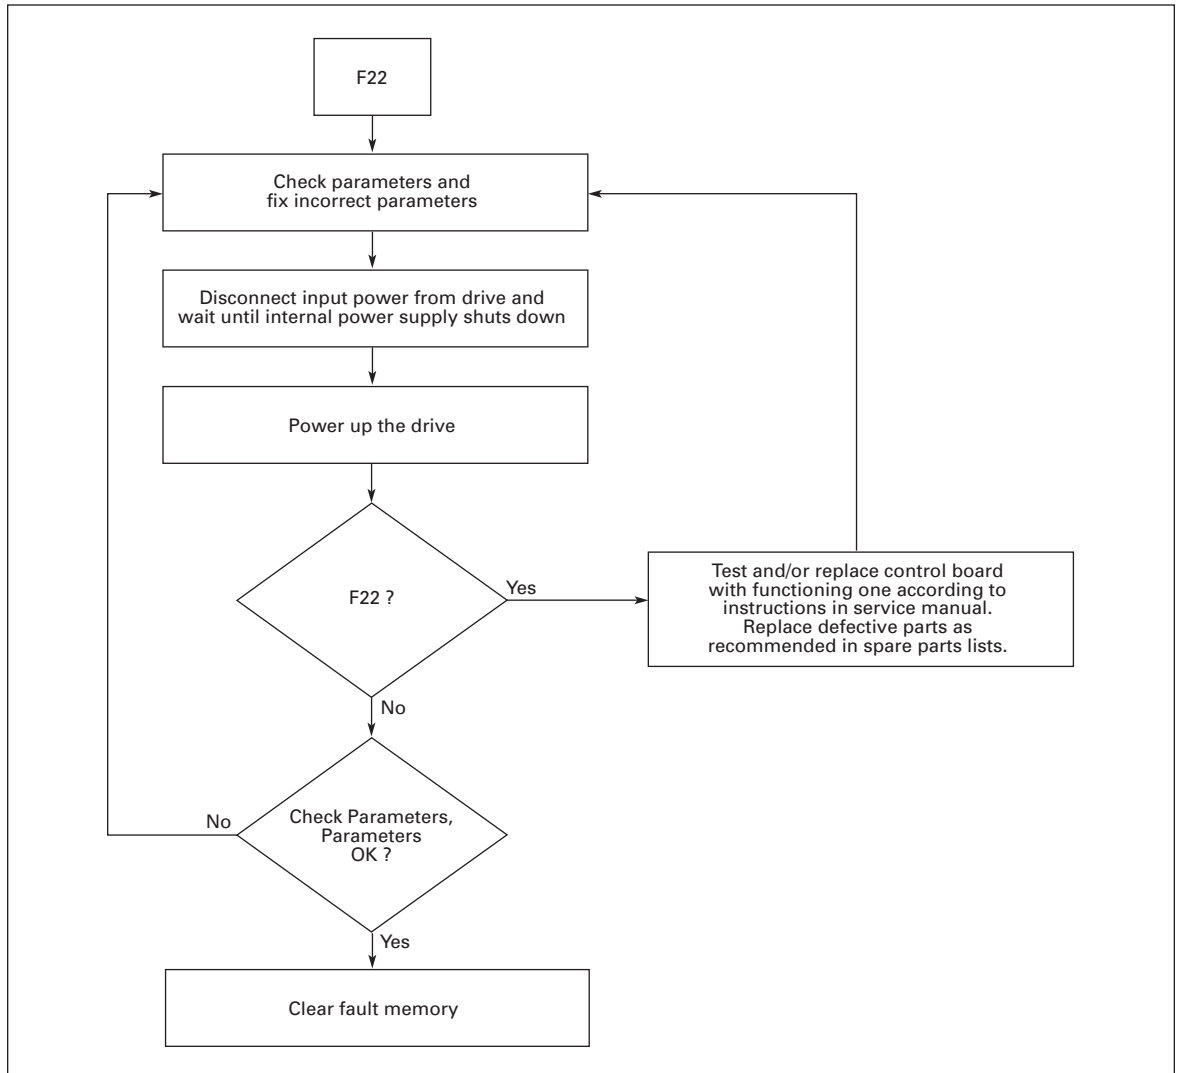 F22
Check parameters and
fix incorrect parameters
Disconnect input power from drive and
wait until internal power supply shuts down
Power up the drive
F22 ?
Yes
Test and/or replace control board
with functioning one according to
instructions in service manual.
Replace defective parts as
recommended in spare parts lists.
No
No
Check Parameters,
Parameters
OK ?
Yes
Clear fault memory